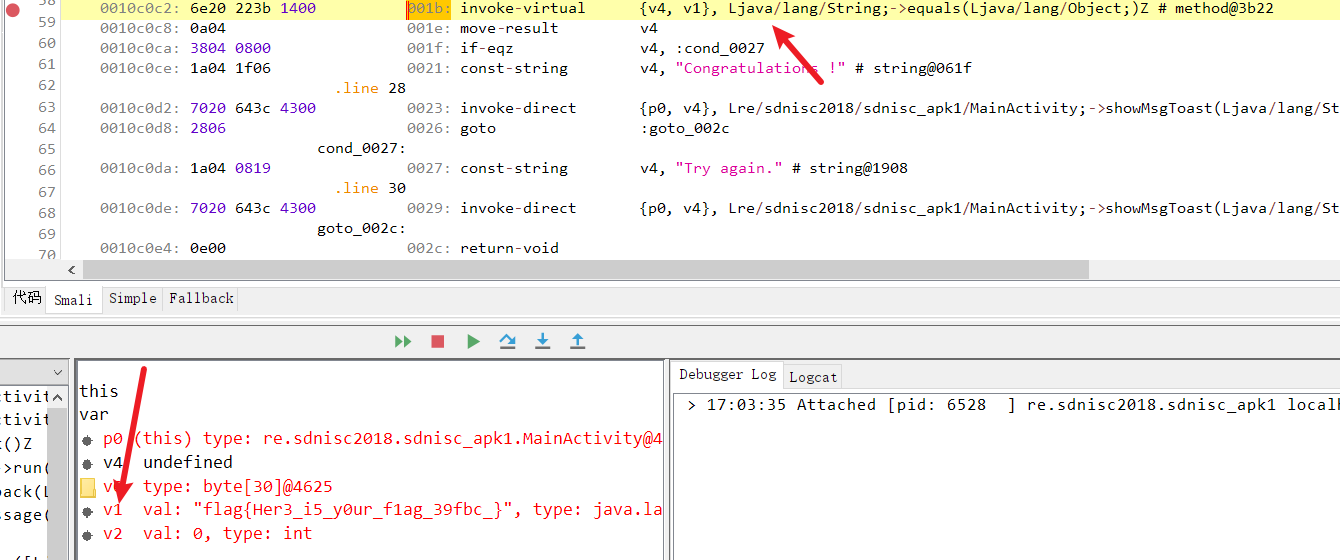 58 0010c0c2: 6e20 223b 1400 001b: invoke-virtual {v4, v1}, Ljava/lang/String;->equals(Ljava/lang/Object;)Z # method@3b22
59 0010c0c8: 0a04 001e: move-result v4
60 0010c0ca: 3804 0800 001f: if-eqz v4, :cond_0027
61 0010c0ce: 1a04 1f06 0021: const-string v4, "Congratulations !" # string@061f
62 .line 28
63 0010c0d2: 7020 643c 4300 0023: invoke-direct {p0, v4}, Lre/sdnisc2018/sdnisc_apk1/MainActivity;->showMsgToast(Ljava/lang/St
64 0010c0d8: 2806 0026: goto :goto_002c
65 cond_0027:
66 0010c0da: 1a04 0819 0027: const-string v4, "Try again." # string@1908
67 .line 30
68 0010c0de: 7020 643c 4300 0029: invoke-direct {p0, v4}, Lre/sdnisc2018/sdnisc_apk1/MainActivity;->showMsgToast(Ljava/lang/St
69 goto_002c:
70 0010c0e4: 0e00 002c: return-void
代码 Smali Simple Fallback
ctivit
ctivit
k()Z
>run(
back(L
ssage(
this
var
p0 (this) type: re.sdnisc2018.sdnisc_apk1.MainActivity@4
v4 undefined
type: byte[30]@4625
v1 val: "flag{Her3_i5_y0ur_f1ag_39fbc_}", type: java.la
v2 val: 0, type: int
Debugger Log Logcat
> 17:03:35 Attached [pid: 6528 ] re.sdnisc2018.sdnisc_apk1 localh